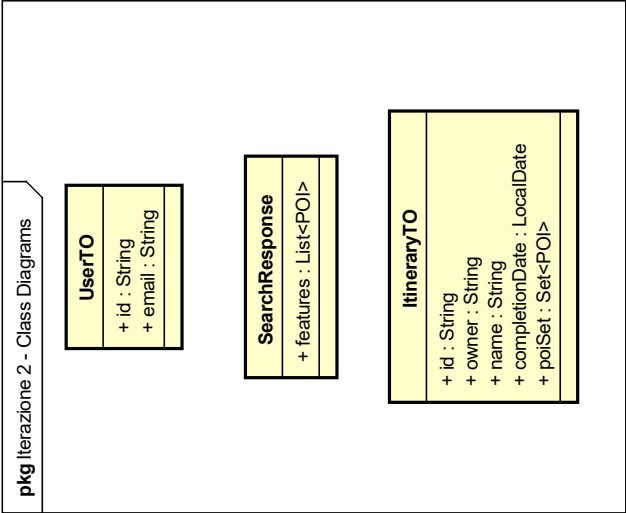 pkg Iterazione 2 - Class Diagrams
UserTO
+ id : String
+ email : String
SearchResponse
+ features : List<POI>
ItineraryTO
+ id : String
+ owner : String
+ name : String
+ completionDate : LocalDate
+ poiSet : Set<POI>